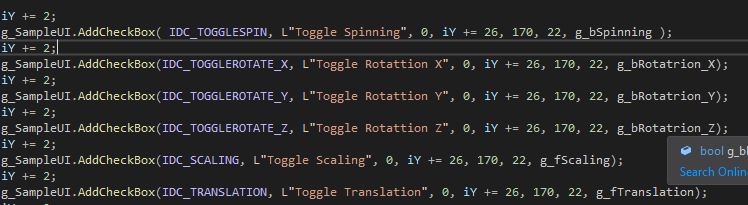 iY += 2;
g_SampleUI.AddCheckBox( IDC_TOGGLESPIN, L"Toggle Spinning", 0, iY += 26, 170, 22, g_bSpinning );
iY += 2;
g_SampleUI.AddCheckBox(IDC_TOGGLEROTATE_X, L"Toggle Rotattion X", 0, iY += 26, 170, 22, g_bRotatrion_X);
iY += 2;
g_SampleUI.AddCheckBox(IDC_TOGGLEROTATE_Y, L"Toggle Rotattion Y", 0, iY += 26, 170, 22, g_bRotatrion_Y);
iY += 2;
g_SampleUI.AddCheckBox(IDC_TOGGLEROTATE_Z, L"Toggle Rotattion Z", 0, iY += 26, 170, 22, g_bRotatrion_Z);
iY += 2;
bool g_b
g_SampleUI.AddCheckBox(IDC_SCALING, L"Toggle Scaling", 0, iY += 26, 170, 22, g_fScaling);
iY += 2;
Search Onlin
g_SampleUI.AddCheckBox(IDC_TRANSLATION, L"Toggle Translation", 0, iY += 26, 170, 22, g_fTranslation);